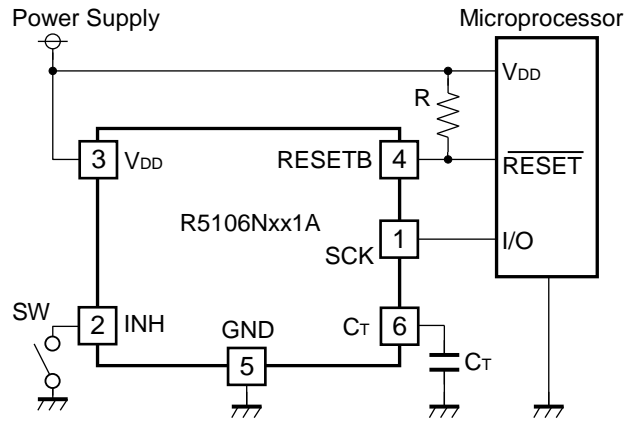 Power Supply
Microprocessor
VDD
R
3 VDD
RESETB 4
RESET
R5106Nxx1A
1
I/O
SCK
SW
2 INH
GND
CT 6
5
CT